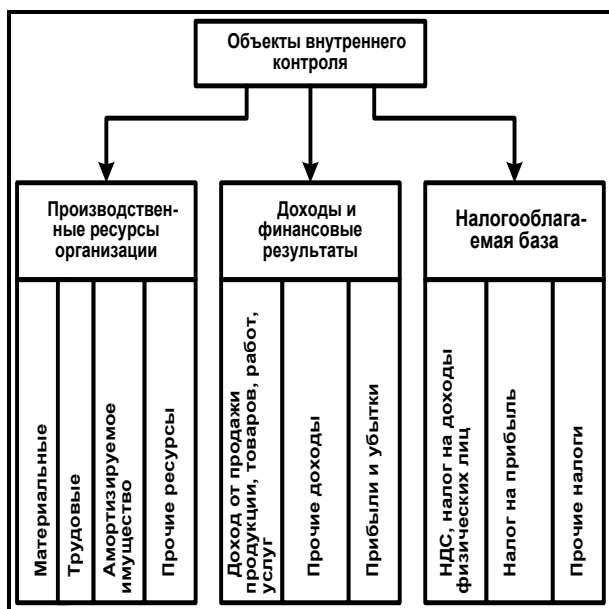 Объекты внутреннего
контроля
Производствен-
ные ресурсы
организации
Материальные
Трудовые
Амортизируемое
имущество
Прочие ресурсы
Доходы и
финансовые
результаты
Доход от продажи
продукции, товаров, работ,
услуг
Прочие доходы
Прибыли и убытки
Налогооблага-
емая база
НДС, налог на доходы
физических лиц
Налог на прибыль
Прочие налоги